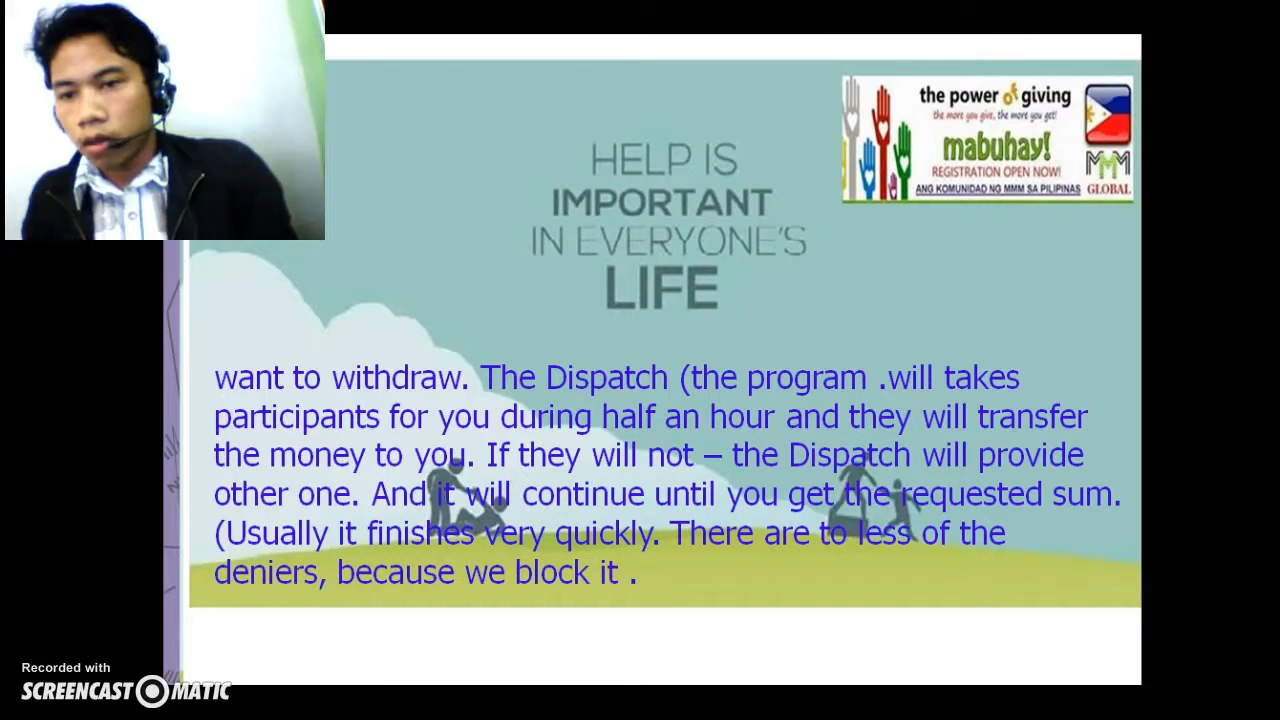 the power of giving
the more you give, the more you get!
mabuhay!
REGISTRATION OPEN NOW!
ANG KOMUNIDAD NG MMM SA PILIPINAS
MMM
GLOBAL
HELP IS
IMPORTANT
IN EVERYONE'S
LIFE
want to withdraw. The Dispatch (the program .will takes
participants for you during half an hour and they will transfer
the money to you. If they will not – the Dispatch will provide
other one. And it will continue until you get the requested sum.
(Usually it finishes very quickly. There are to less of the
deniers, because we block it .
Recorded with
SCREENCAST O MATIC